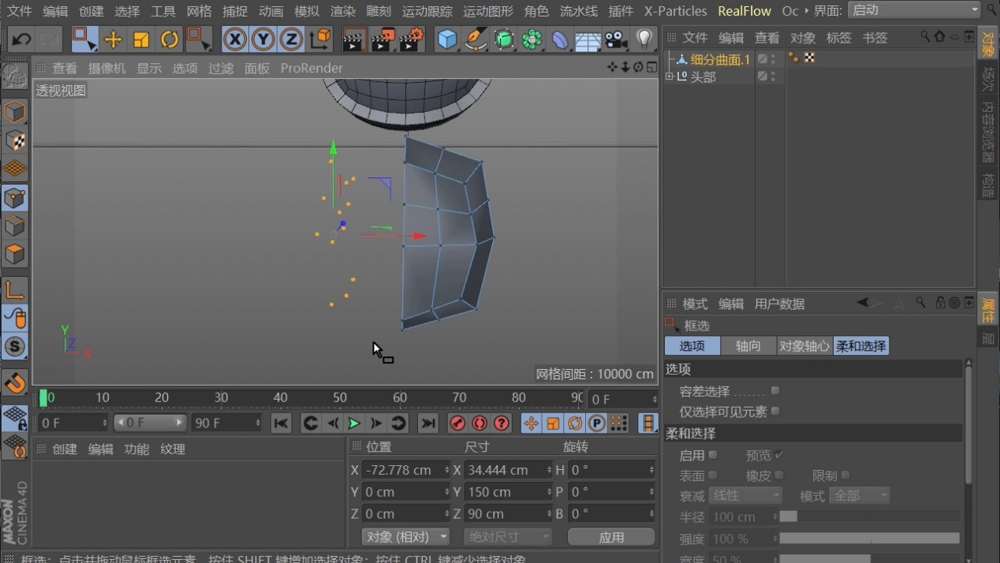 文件 编辑 创建 选择 工具 网格 捕捉 动画 模拟 渲染 雕刻 运动跟踪 运动图形 角色 流水线 插件 X-Particles RealFlow Oc 界面: 启动
X Y Z
查看 摄像机 显示 选项 过滤 面板 ProRender
透视视图
Y
Z
X
网格间距 : 10000 cm
0 10 20 30 40 50 60 70 80 90 0 F
0 F 0 F 90 F
P
创建 编辑 功能 纹理
位置 尺寸 旋转
X -72.778 cm X 34.444 cm H 0 °
Y 0 cm Y 150 cm P 0 °
Z 0 cm Z 90 cm B 0 °
对象 (相对) 绝对尺寸 应用
MAXON
CINEMA 4D
框选：点击并拖动鼠标框选元素。按住 SHIFT 键增加选择对象；按住 CTRL 键减少选择对象。
S
文件 编辑 查看 对象 标签 书签
细分曲面.1
头部
对象
场次
内容浏览器
构造
模式 编辑 用户数据
框选
选项 轴向 对象轴心 柔和选择
选项
容差选择 . . . . . . .
仅选择可见元素
柔和选择
启用 预览
表面 橡皮 限制
衰减 线性 模式 全部
半径 100 cm
强度 100 %
宽度 50 %
属性
层